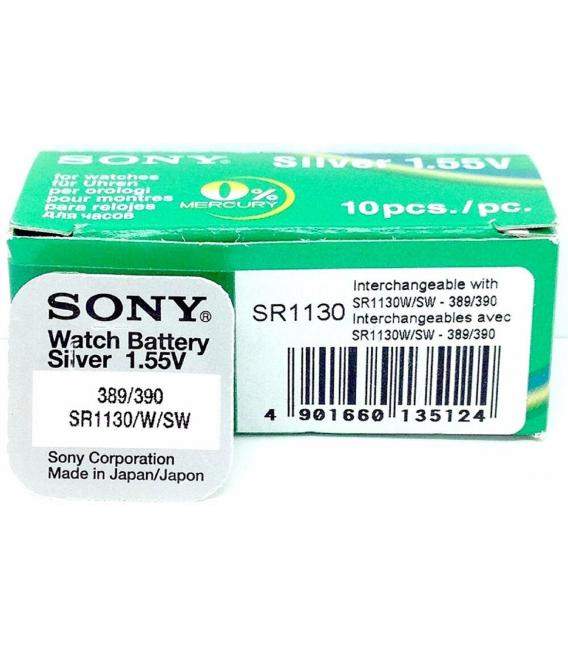 SONY® Silver 1.55V
for watches
für Uhren
per orologi
pour montres
para relojes
для часов
0%
MERCURY
10pcs./pc.
SR1130
Interchangeable with
SR1130W/SW - 389/390
Interchangeables avec
SR1130W/SW - 389/390
4 901660 135124
SONY®
Watch Battery
Silver 1.55V
389/390
SR1130/W/SW
Sony Corporation
Made in Japan/Japon